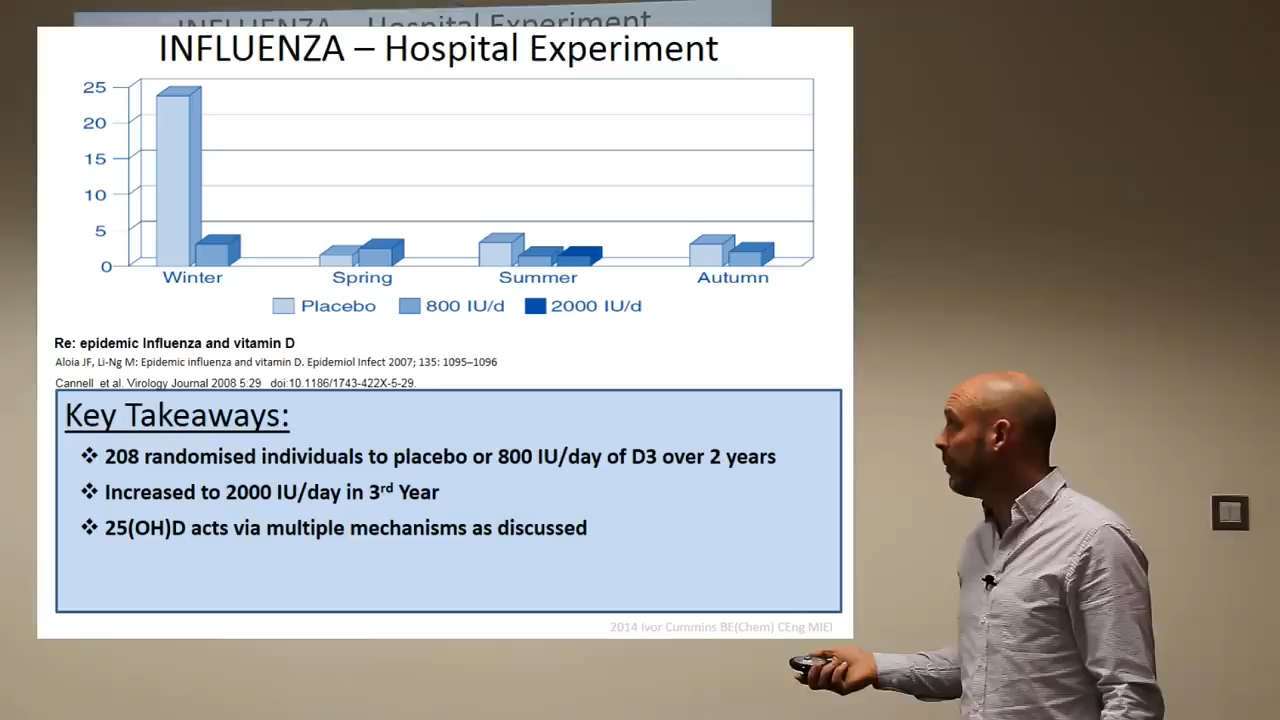 INFLUENZA – Hospital Experiment
INFLUENZA – Hospital Experiment
25
20
15
10
5
0
Winter Spring Summer Autumn
Placebo 800 IU/d 2000 IU/d
Re: epidemic Influenza and vitamin D
Aloia JF, Li-Ng M: Epidemic influenza and vitamin D. Epidemiol Infect 2007; 135: 1095–1096
Cannell et al. Virology Journal 2008 5:29 doi:10.1186/1743-422X-5-29.
Key Takeaways:
❖ 208 randomised individuals to placebo or 800 IU/day of D3 over 2 years
❖ Increased to 2000 IU/day in 3rd Year
❖ 25(OH)D acts via multiple mechanisms as discussed
2014 Ivor Cummins BE(Chem) CEng MIEI